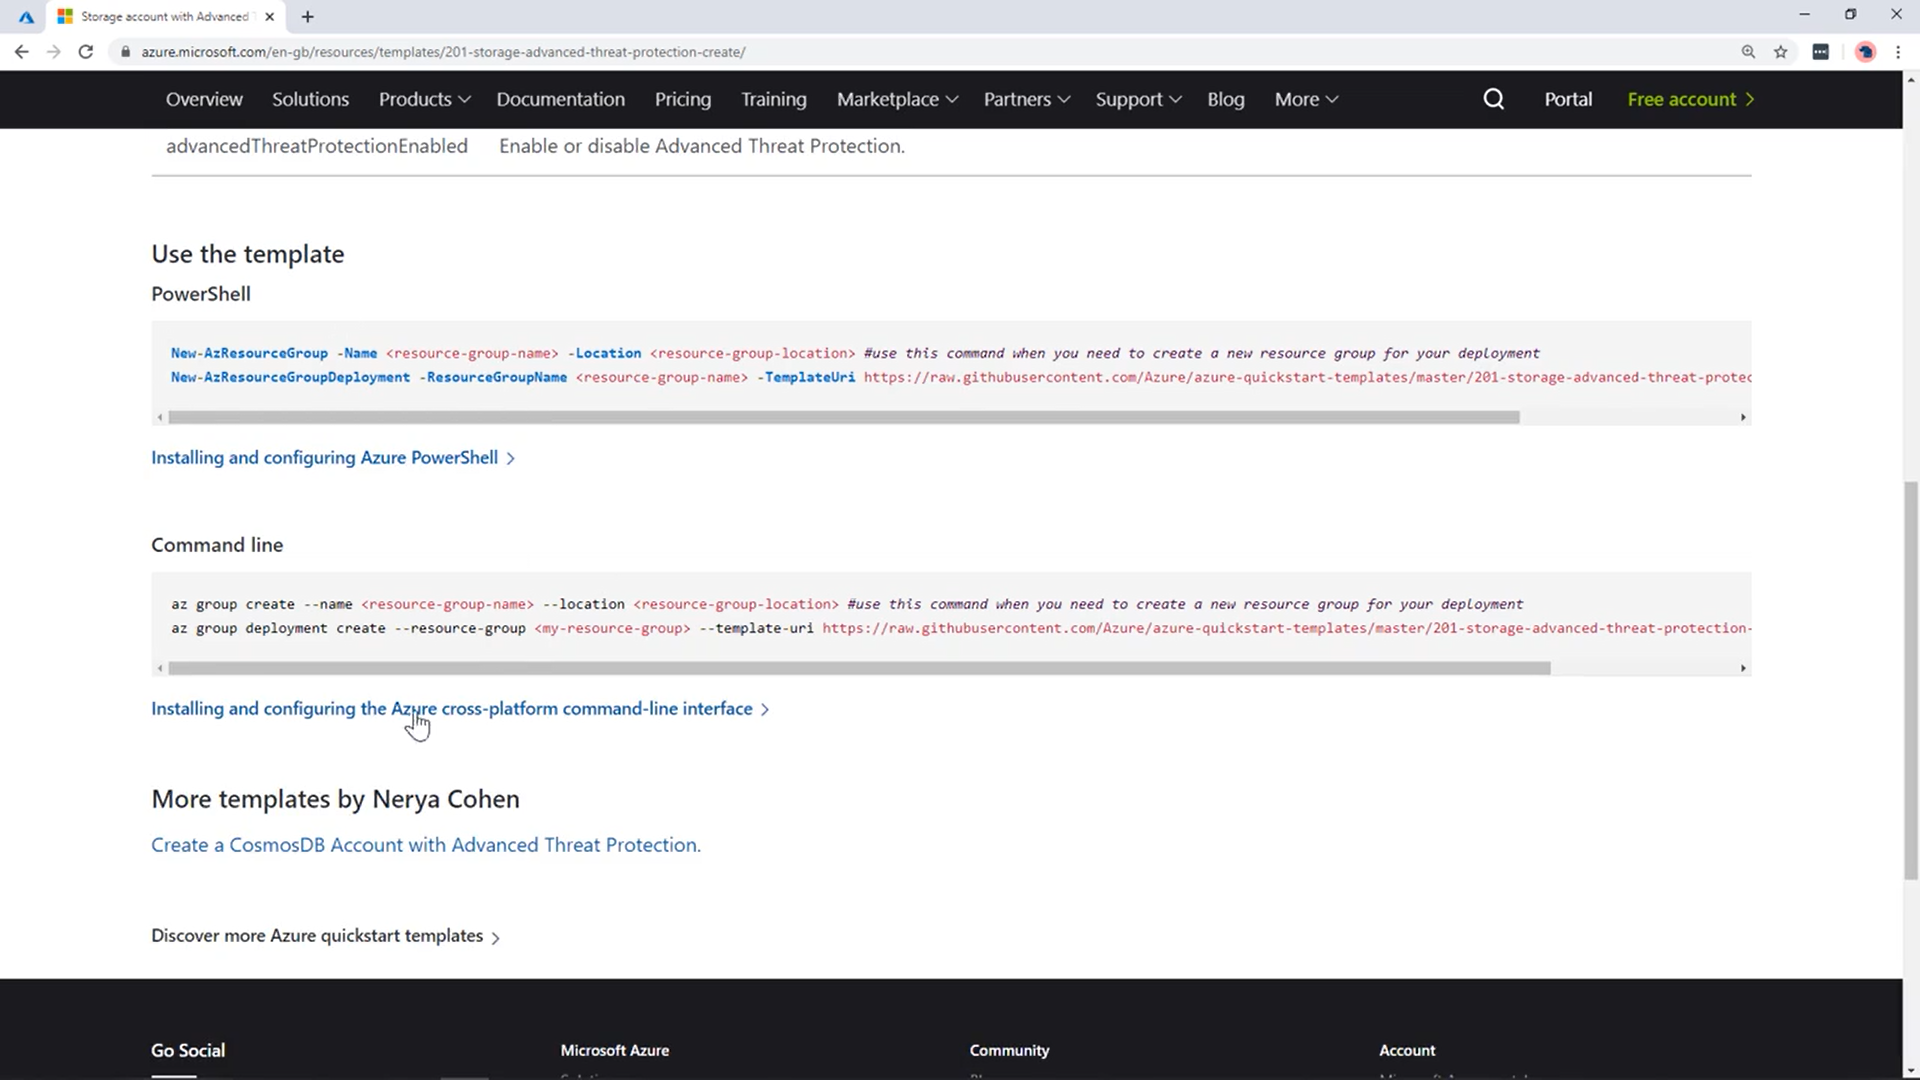 Storage account with Advanced
azure.microsoft.com/en-gb/resources/templates/201-storage-advanced-threat-protection-create/
Overview Solutions Products Documentation Pricing Training Marketplace Partners Support Blog More Portal Free account
advancedThreatProtectionEnabled Enable or disable Advanced Threat Protection.
Use the template
PowerShell
New-AzResourceGroup -Name <resource-group-name> -Location <resource-group-location> #use this command when you need to create a new resource group for your deployment
New-AzResourceGroupDeployment -ResourceGroupName <resource-group-name> -TemplateUri https://raw.githubusercontent.com/Azure/azure-quickstart-templates/master/201-storage-advanced-threat-protec
Installing and configuring Azure PowerShell
Command line
az group create --name <resource-group-name> --location <resource-group-location> #use this command when you need to create a new resource group for your deployment
az group deployment create --resource-group <my-resource-group> --template-uri https://raw.githubusercontent.com/Azure/azure-quickstart-templates/master/201-storage-advanced-threat-protection-
Installing and configuring the Azure cross-platform command-line interface
More templates by Nerya Cohen
Create a CosmosDB Account with Advanced Threat Protection.
Discover more Azure quickstart templates
Go Social Microsoft Azure Community Account